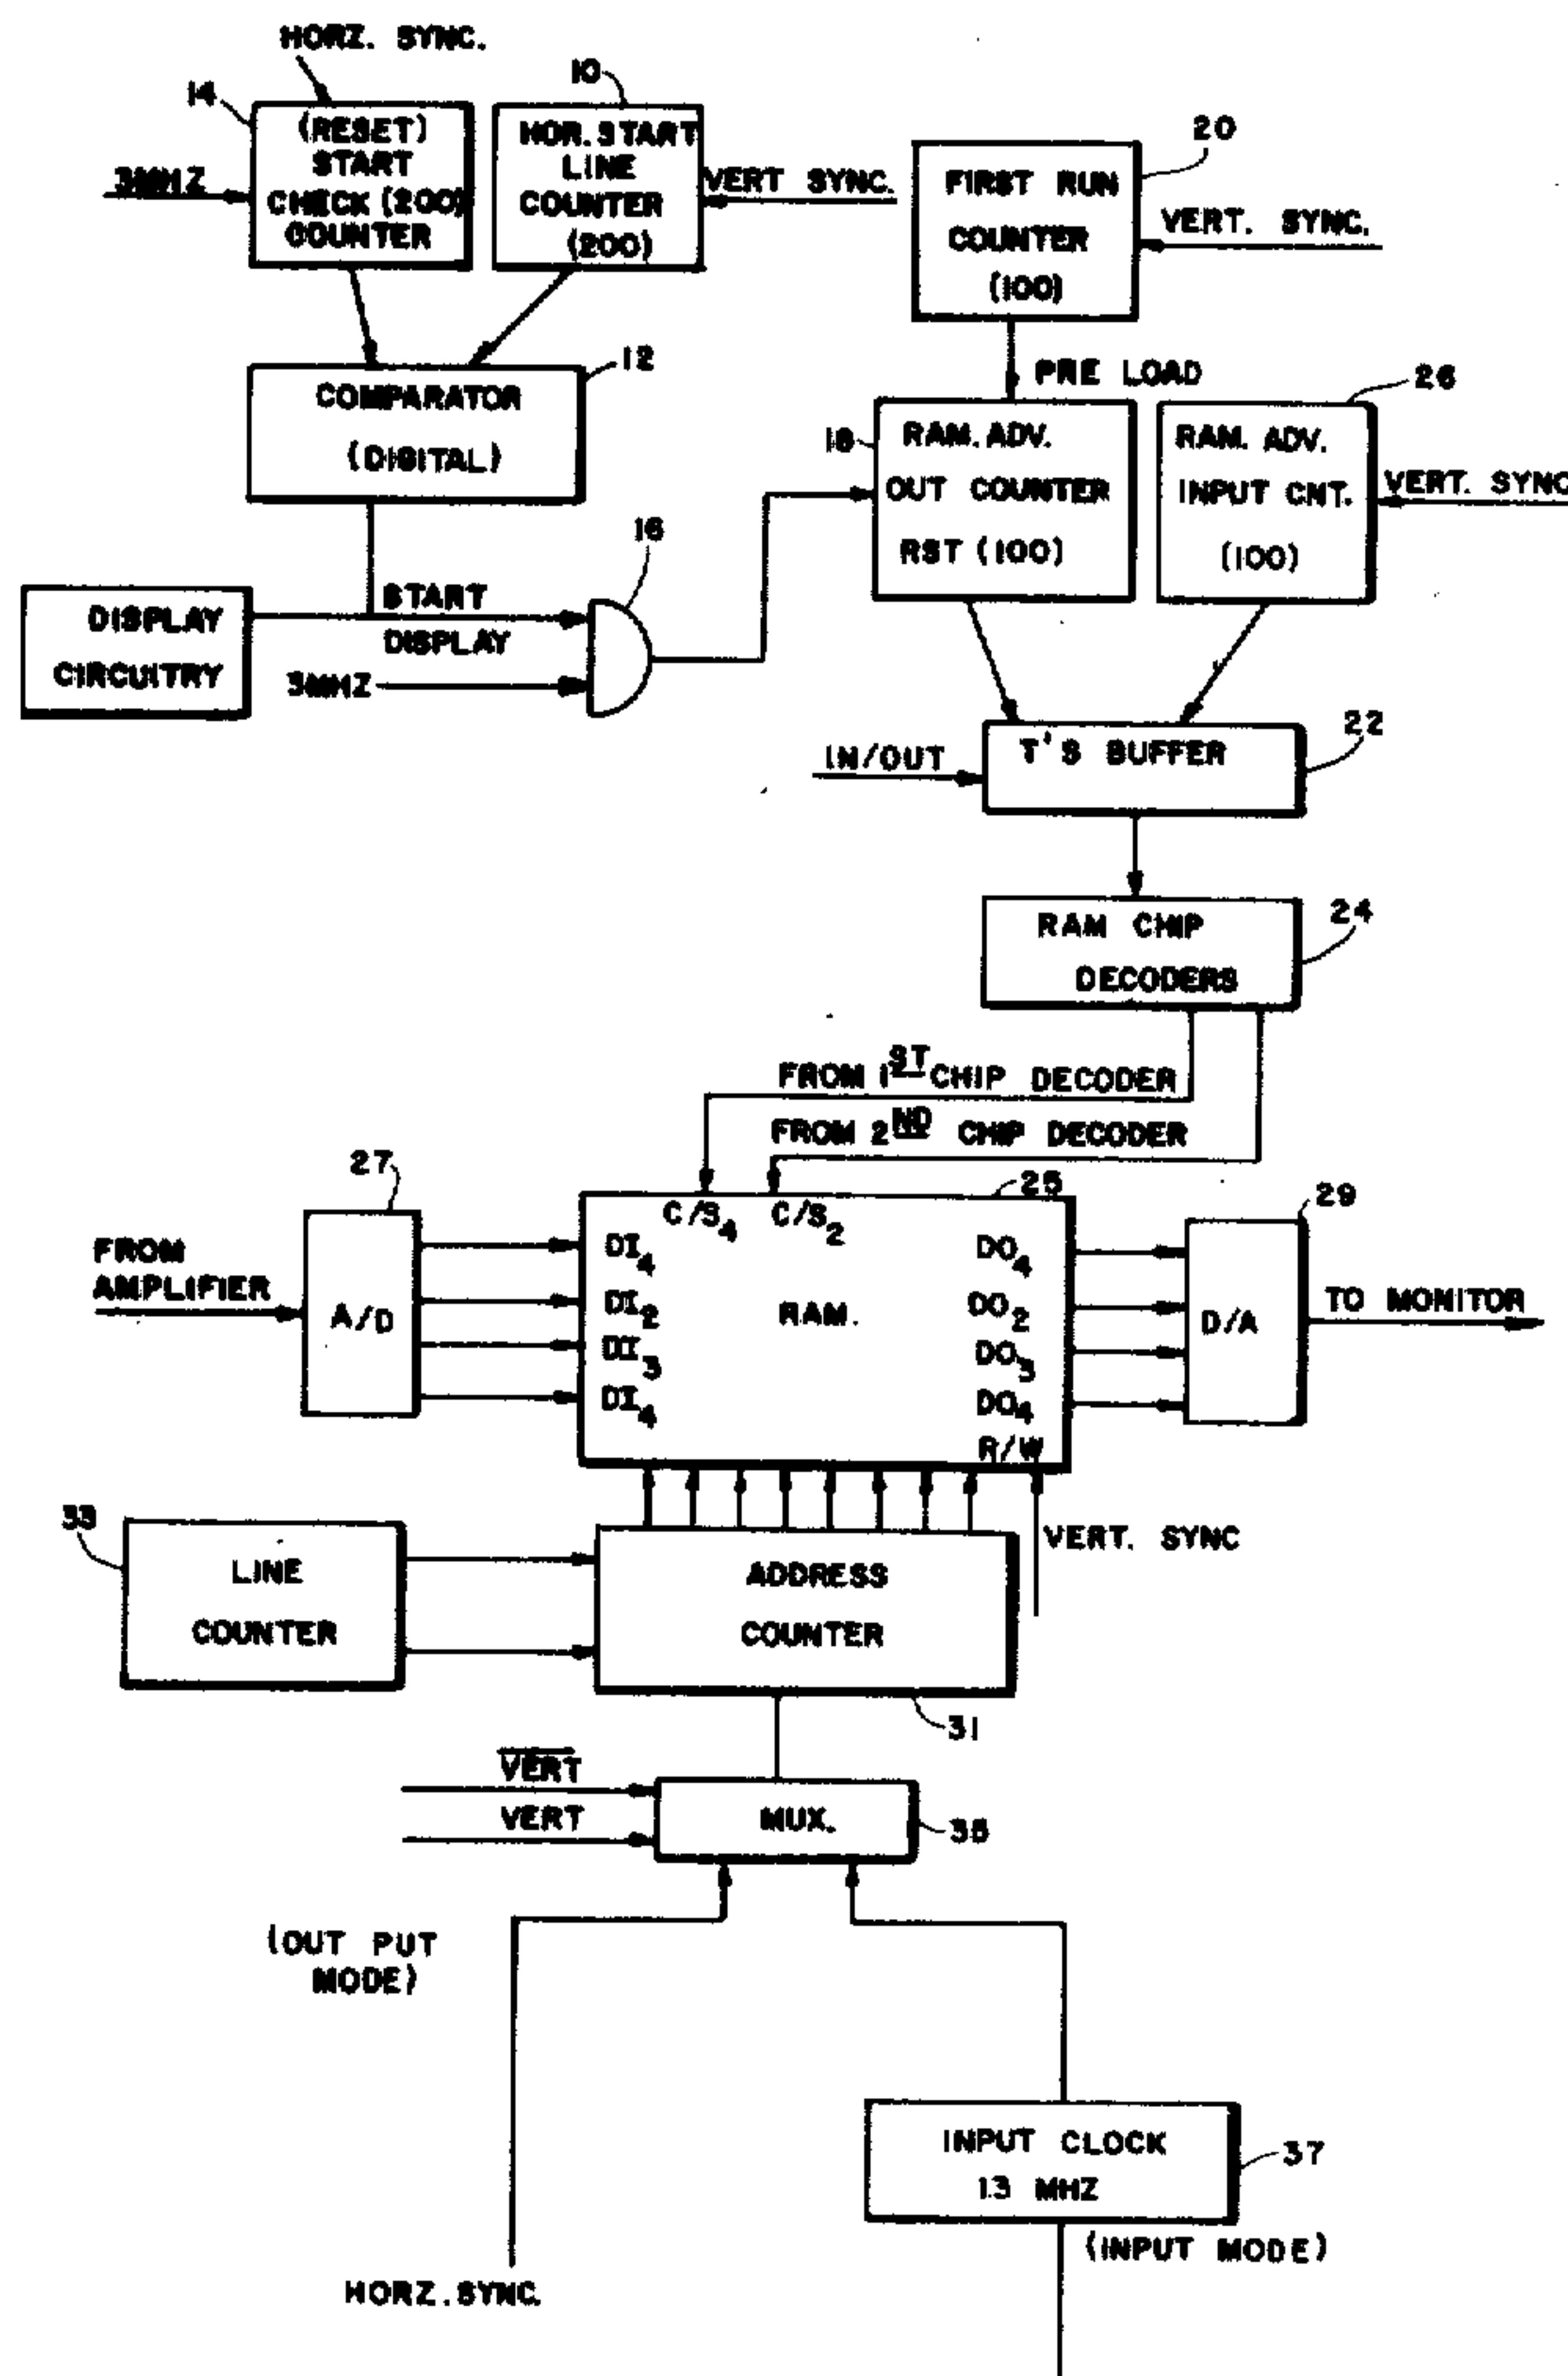 HORZ. SYNC.
14
10
(RESET)
START
CHECK (200)
COUNTER
3MHZ
HOR. START
LINE
COUNTER
(200)
VERT SYNC.
20
FIRST RUN
COUNTER
(100)
VERT. SYNC.
12
COMPARATOR
(DIGITAL)
PRE LOAD
26
18
RAM. ADV.
OUT COUNTER
RST (100)
RAM. ADV.
INPUT CNT.
(100)
VERT. SYNC
16
DISPLAY
CIRCUITRY
START
DISPLAY
3MHZ
22
IN/OUT
T'S BUFFER
24
RAM CHIP
DECODERS
FROM 1ST CHIP DECODER
FROM 2ND CHIP DECODER
27
25
29
FROM
AMPLIFIER
A/D
C/S4 C/S2
DI4
DI2
DI3
DI4
RAM.
DO4
DO2
DO3
DO4
R/W
D/A
TO MONITOR
33
LINE
COUNTER
ADDRESS
COUNTER
VERT. SYNC
31
VERT
VERT
MUX.
35
(OUT PUT
MODE)
INPUT CLOCK
1.3 MHZ
37
(INPUT MODE)
HORZ. SYNC.